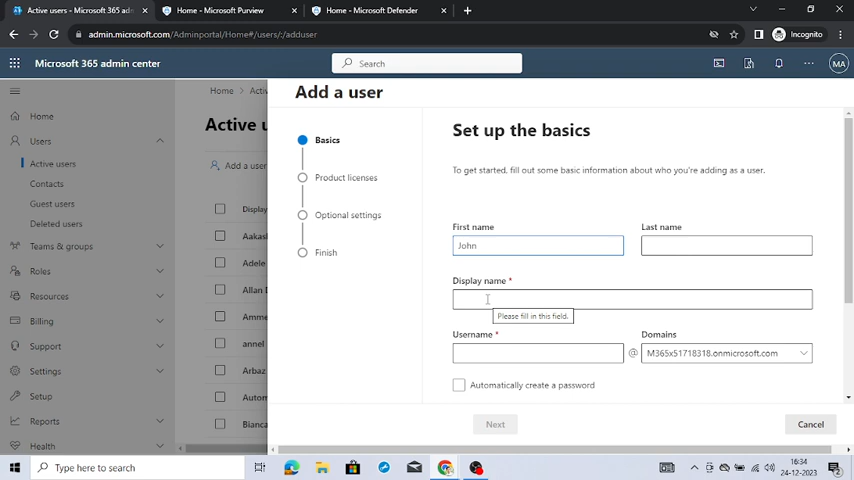 Active users - Microsoft 365 adm
Home - Microsoft Purview
Home - Microsoft Defender
admin.microsoft.com/Adminportal/Home#/users/:/adduser
Incognito
Microsoft 365 admin center
Search
MA
Home
Users
Active users
Contacts
Guest users
Deleted users
Teams & groups
Roles
Resources
Billing
Support
Settings
Setup
Reports
Health
Home > Activ
Active u
Add a user
Display
Aakash
Adele
Allan D
Amme
annel
Arbaz
Autom
Bianca
Add a user
Basics
Product licenses
Optional settings
Finish
Set up the basics
To get started, fill out some basic information about who you're adding as a user.
First name
Last name
John
Display name *
Please fill in this field.
Username *
Domains
@
M365x51718318.onmicrosoft.com
Automatically create a password
Next
Cancel
Type here to search
16:34
24-12-2023
2